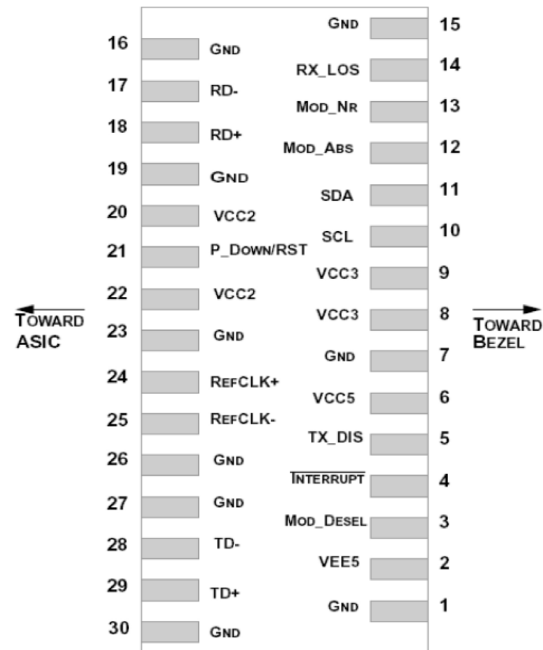 GND 15
16 GND
RX_LOS 14
17 RD-
MOD_NR 13
18 RD+
MOD_ABS 12
19 GND
SDA 11
20 VCC2
SCL 10
21 P_DOWN/RST
VCC3 9
22 VCC2
VCC3 8
TOWARD ASIC
TOWARD BEZEL
23 GND
GND 7
24 REFCLK+
VCC5 6
25 REFCLK-
TX_DIS 5
26 GND
INTERRUPT 4
27 GND
MOD_DESEL 3
28 TD-
VEE5 2
29 TD+
GND 1
30 GND